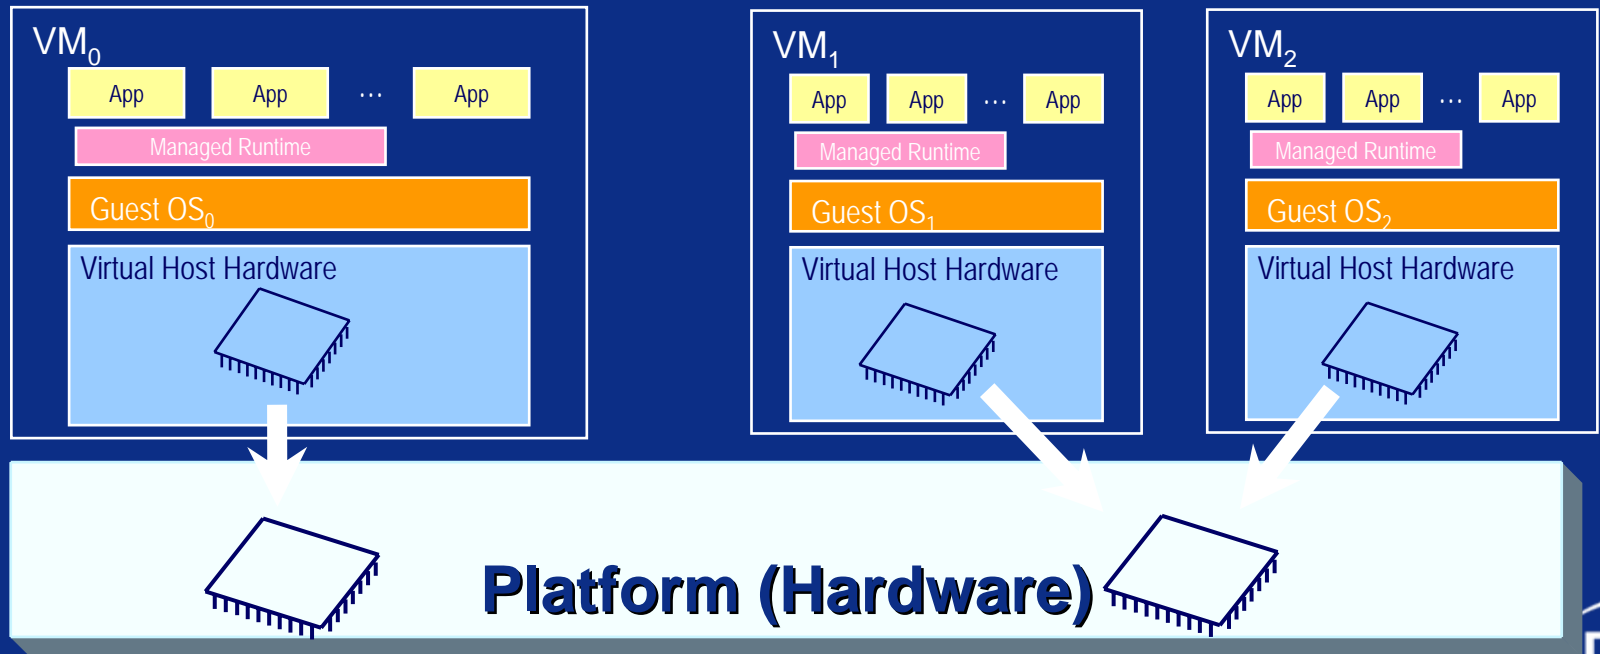 VM0
App App ... App
Managed Runtime
Guest OS0
Virtual Host Hardware
VM1
App App ... App
Managed Runtime
Guest OS1
Virtual Host Hardware
VM2
App App ... App
Managed Runtime
Guest OS2
Virtual Host Hardware
Platform (Hardware)